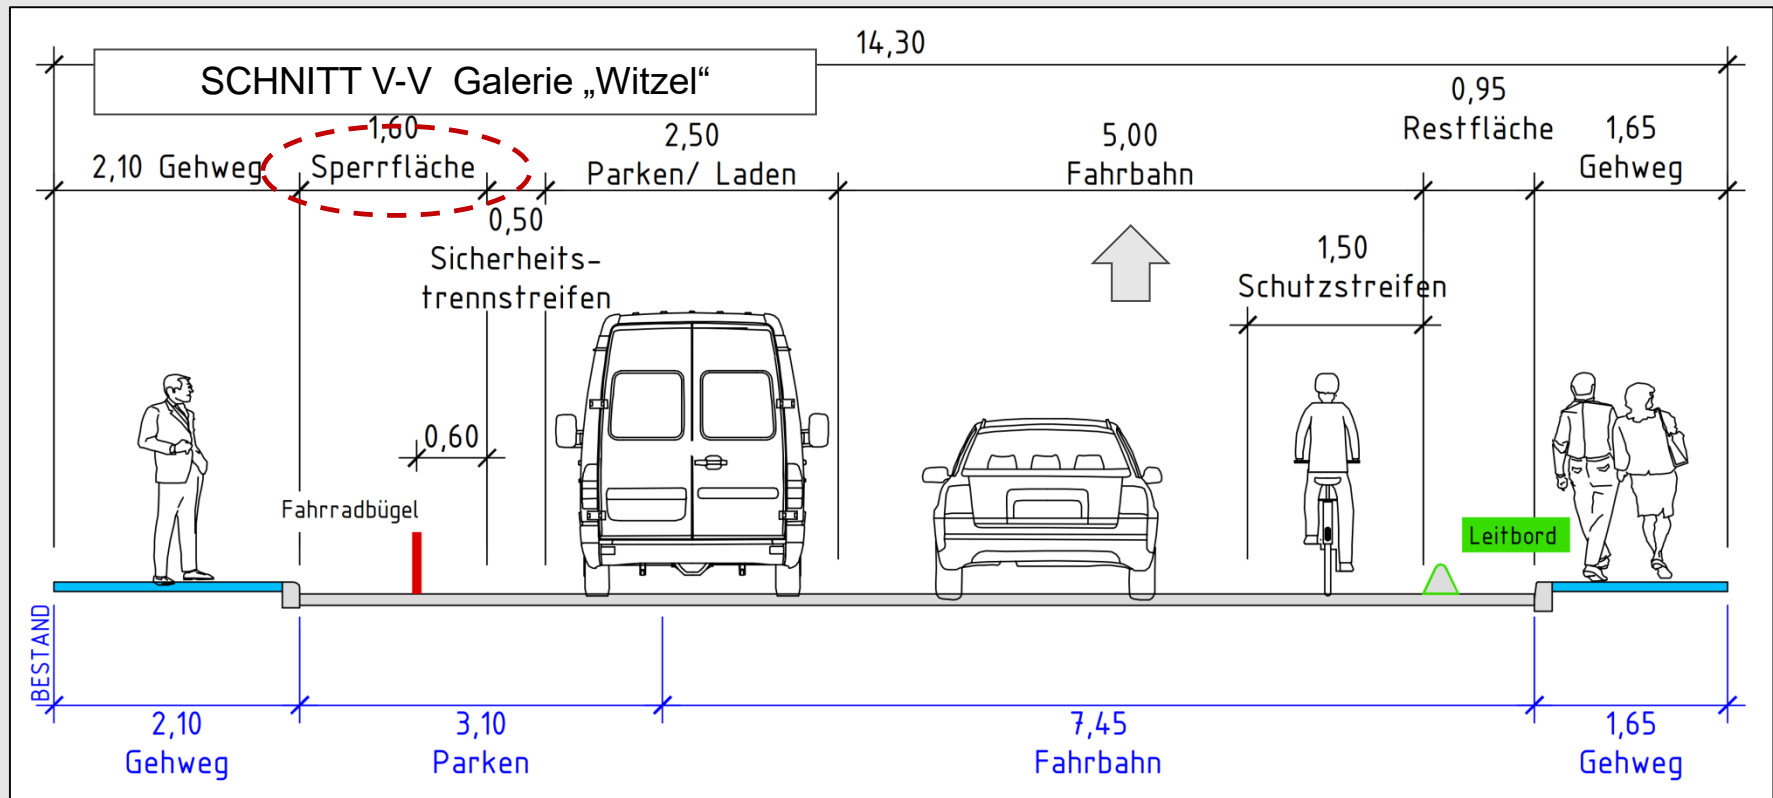 14,30
SCHNITT V-V Galerie „Witzel“
2,10 Gehweg
1,60
Sperrfläche
0,50
Sicherheits-
trennstreifen
2,50
Parken/ Laden
5,00
Fahrbahn
0,95
Restfläche
1,65
Gehweg
1,50
Schutzstreifen
0,60
Fahrradbügel
Leitbord
BESTAND
2,10
Gehweg
3,10
Parken
7,45
Fahrbahn
1,65
Gehweg